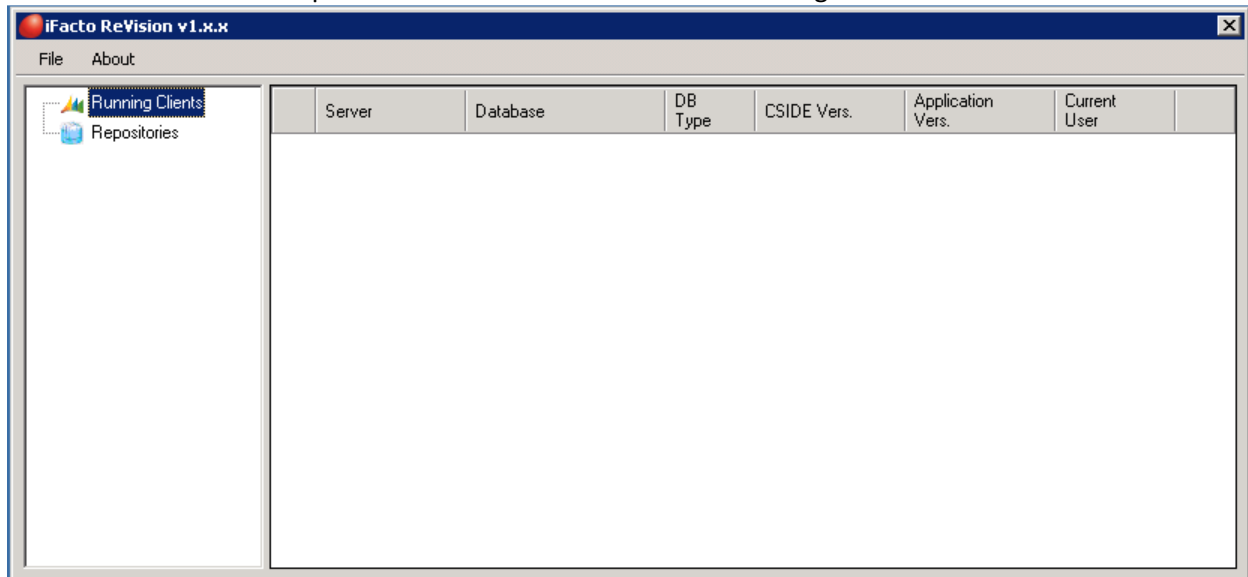 iFacto ReVision v1.x.x
File About
Running Clients
Repositories
Server Database DB Type CSIDE Vers. Application Vers. Current User